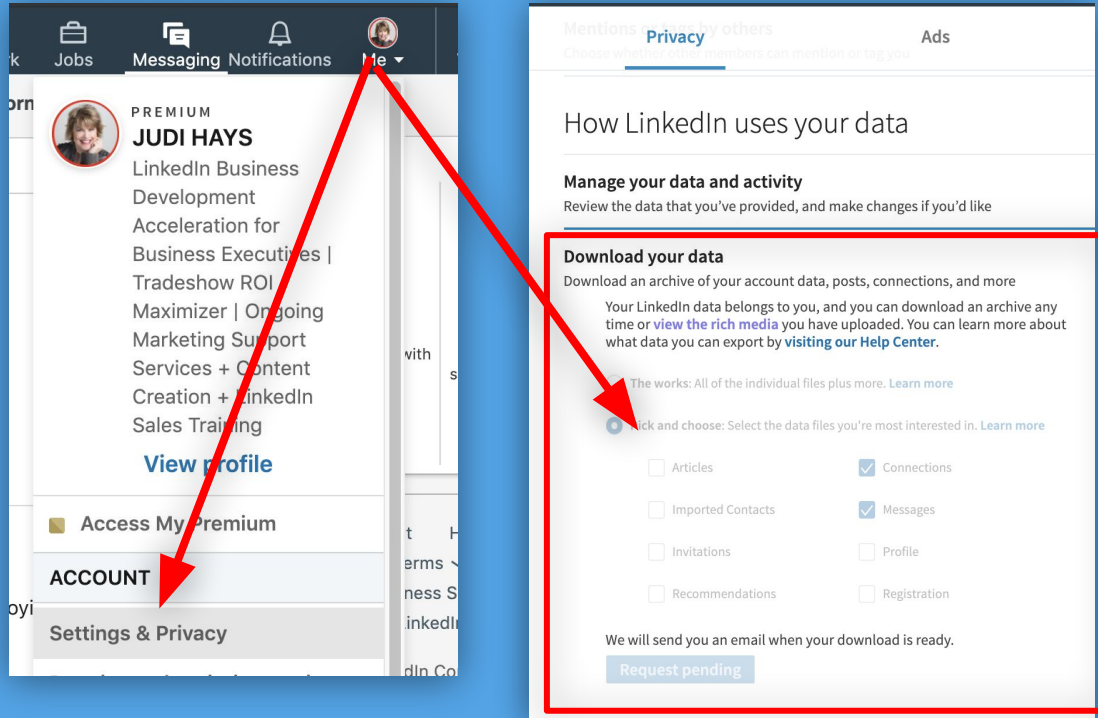 Jobs
Messaging
Notifications
Me
PREMIUM
JUDI HAYS
LinkedIn Business
Development
Acceleration for
Business Executives |
Tradeshow ROI
Maximizer | Ongoing
Marketing Support
Services + Content
Creation + LinkedIn
Sales Training
View profile
Access My Premium
ACCOUNT
Settings & Privacy
with
Mentions or tags by others
Choose whether other members can mention or tag you
Privacy
Ads
How LinkedIn uses your data
Manage your data and activity
Review the data that you've provided, and make changes if you'd like
Download your data
Download an archive of your account data, posts, connections, and more
Your LinkedIn data belongs to you, and you can download an archive any
time or view the rich media you have uploaded. You can learn more about
what data you can export by visiting our Help Center.
The works: All of the individual files plus more. Learn more
Pick and choose: Select the data files you're most interested in. Learn more
Articles
Connections
Imported Contacts
Messages
Invitations
Profile
Recommendations
Registration
We will send you an email when your download is ready.
Request pending